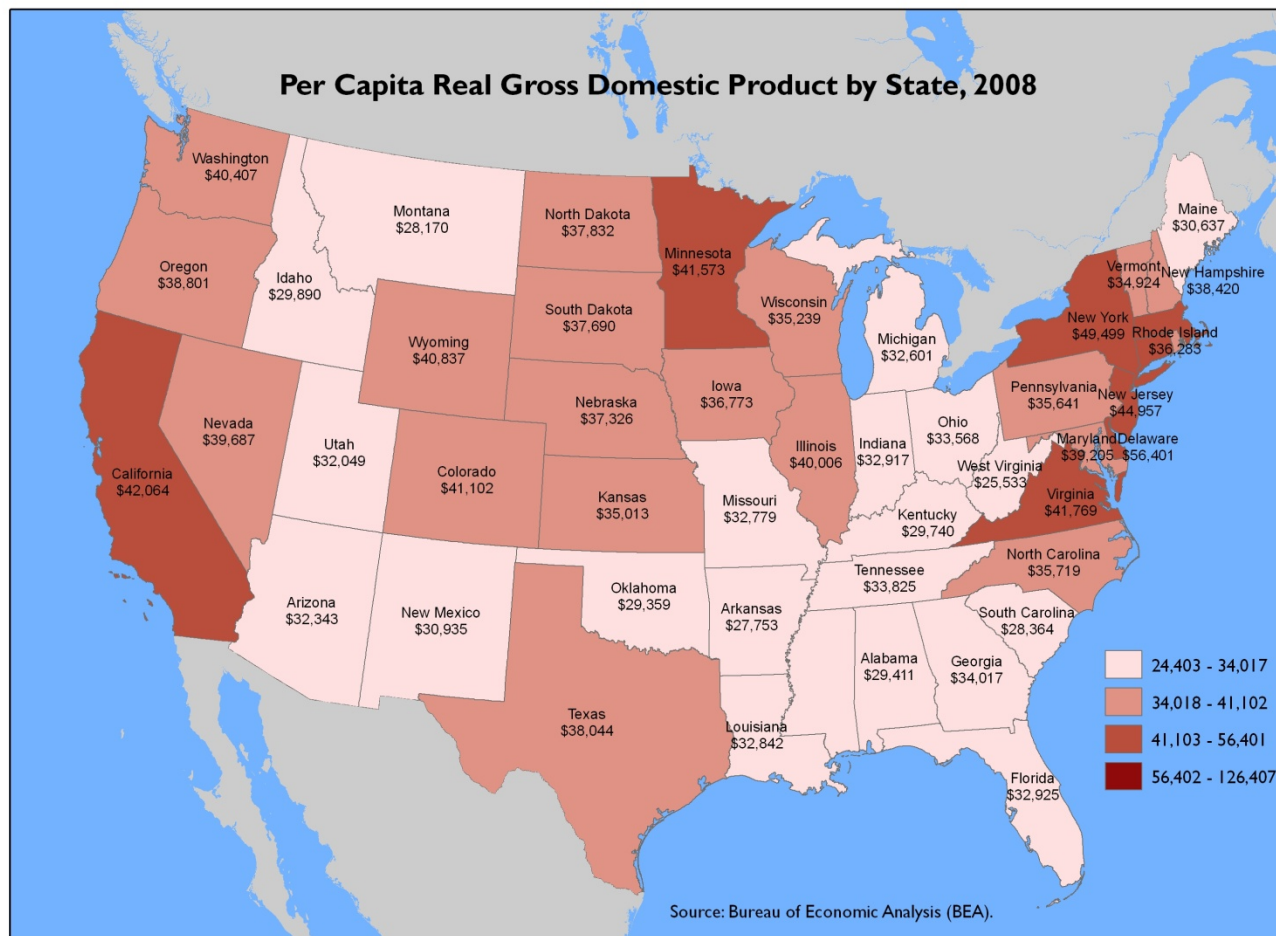 Per Capita Real Gross Domestic Product by State, 2008
Washington
$40,407
Montana
$28,170
North Dakota
$37,832
Minnesota
$41,573
Maine
$30,637
Oregon
$38,801
Idaho
$29,890
South Dakota
$37,690
Wisconsin
$35,239
Vermont
$34,924
New Hampshire
$38,420
Wyoming
$40,837
Michigan
$32,601
New York
$49,499
Rhode Island
$36,283
Nevada
$39,687
Utah
$32,049
Nebraska
$37,326
Iowa
$36,773
Pennsylvania
$35,641
New Jersey
$44,957
California
$42,064
Colorado
$41,102
Kansas
$35,013
Missouri
$32,779
Illinois
$40,006
Indiana
$32,917
Ohio
$33,568
West Virginia
$25,533
Maryland
$39,205
Delaware
$56,401
Kentucky
$29,740
Virginia
$41,769
Arizona
$32,343
New Mexico
$30,935
Oklahoma
$29,359
Arkansas
$27,753
Tennessee
$33,825
North Carolina
$35,719
South Carolina
$28,364
Texas
$38,044
Louisiana
$32,842
Alabama
$29,411
Georgia
$34,017
Florida
$32,925
24,403 - 34,017
34,018 - 41,102
41,103 - 56,401
56,402 - 126,407
Source: Bureau of Economic Analysis (BEA).